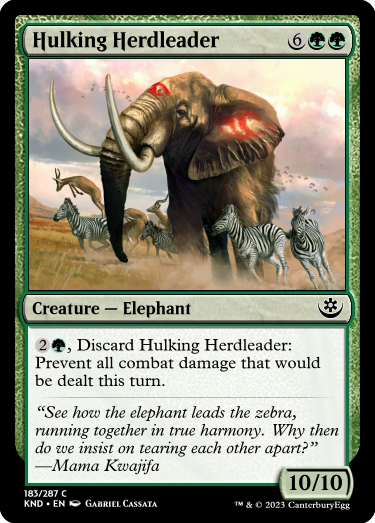 Hulking Herdleader 6
Creature — Elephant
2, Discard Hulking Herdleader:
Prevent all combat damage that would
be dealt this turn.
“See how the elephant leads the zebra,
running together in true harmony. Why then
do we insist on tearing each other apart?”
—Mama Kwajifa
10/10
183/287 C
KND • EN Gabriel Cassata
™ & © 2023 CanterburyEgg